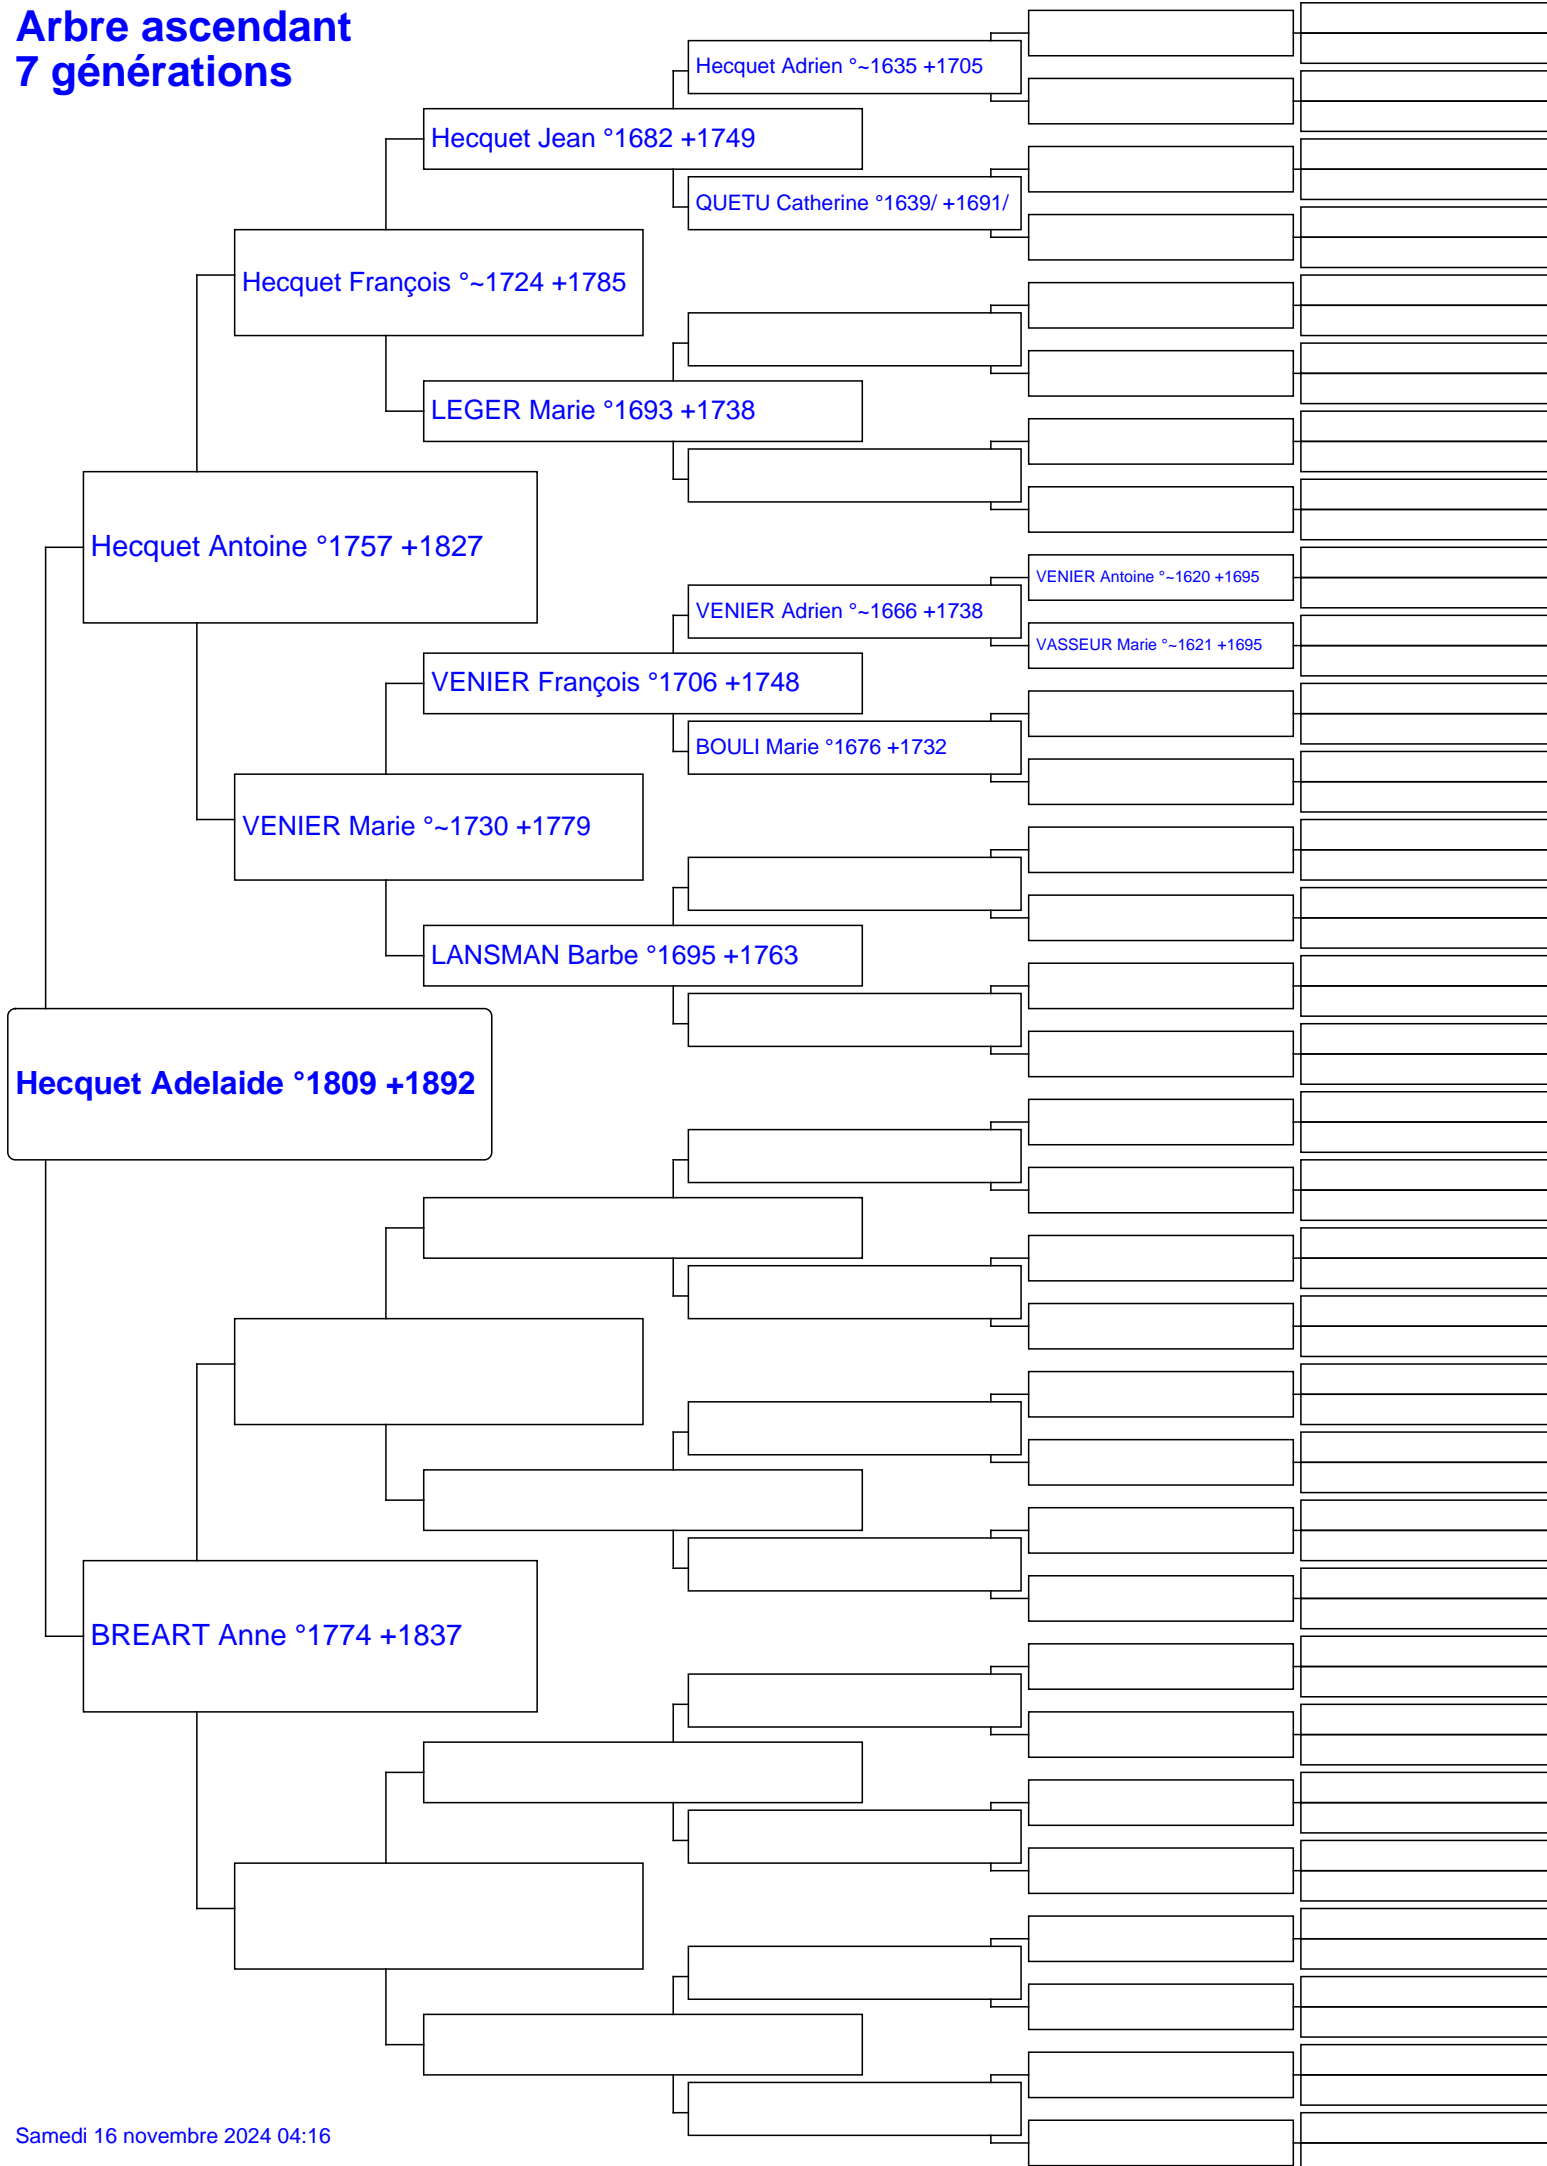 Arbre ascendant
7 générations
Hecquet Adrien °~1635 +1705
Hecquet Jean °1682 +1749
QUETU Catherine °1639/ +1691/
Hecquet François °~1724 +1785
LEGER Marie °1693 +1738
Hecquet Antoine °1757 +1827
VENIER Antoine °~1620 +1695
VENIER Adrien °~1666 +1738
VASSEUR Marie °~1621 +1695
VENIER François °1706 +1748
BOULI Marie °1676 +1732
VENIER Marie °~1730 +1779
LANSMAN Barbe °1695 +1763
Hecquet Adelaide °1809 +1892
BREART Anne °1774 +1837
Samedi 16 novembre 2024 04:16